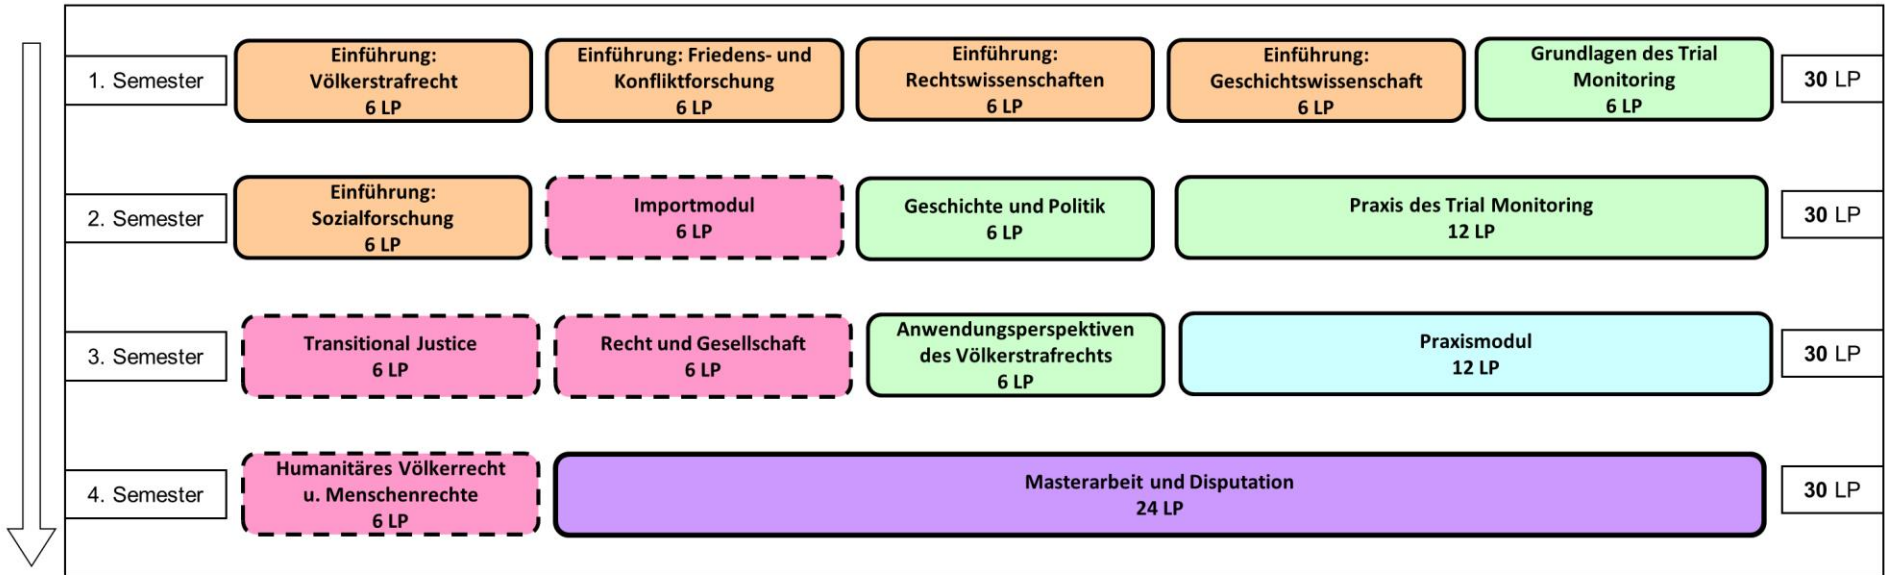 1. Semester
Einführung:
Völkerstrafrecht
6 LP
Einführung: Friedens- und
Konfliktforschung
6 LP
Einführung:
Rechtswissenschaften
6 LP
Einführung:
Geschichtswissenschaft
6 LP
Grundlagen des Trial
Monitoring
6 LP
30 LP
2. Semester
Einführung:
Sozialforschung
6 LP
Importmodul
6 LP
Geschichte und Politik
6 LP
Praxis des Trial Monitoring
12 LP
30 LP
3. Semester
Transitional Justice
6 LP
Recht und Gesellschaft
6 LP
Anwendungsperspektiven
des Völkerstrafrechts
6 LP
Praxismodul
12 LP
30 LP
4. Semester
Humanitäres Völkerrecht
u. Menschenrechte
6 LP
Masterarbeit und Disputation
24 LP
30 LP